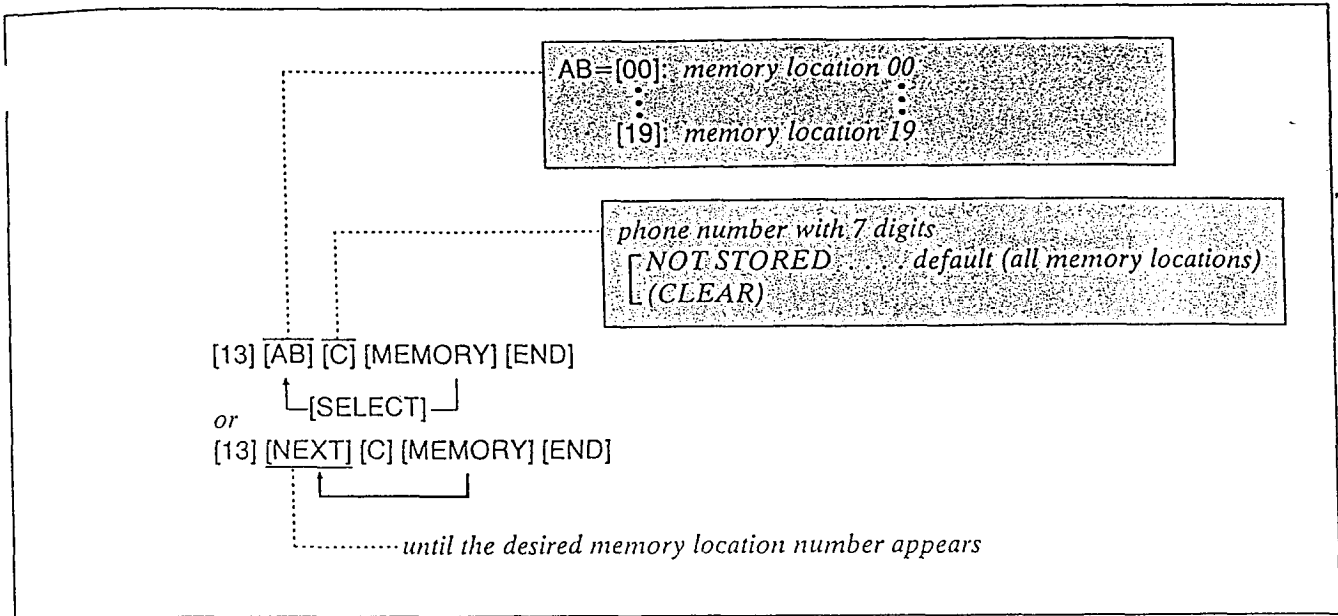 AB=[00]: memory location 00
[19]: memory location 19
phone number with 7 digits
NOT STORED ..... default (all memory locations)
(CLEAR)
[13] [AB] [C] [MEMORY] [END]
[SELECT]
or
[13] [NEXT] [C] [MEMORY] [END]
until the desired memory location number appears